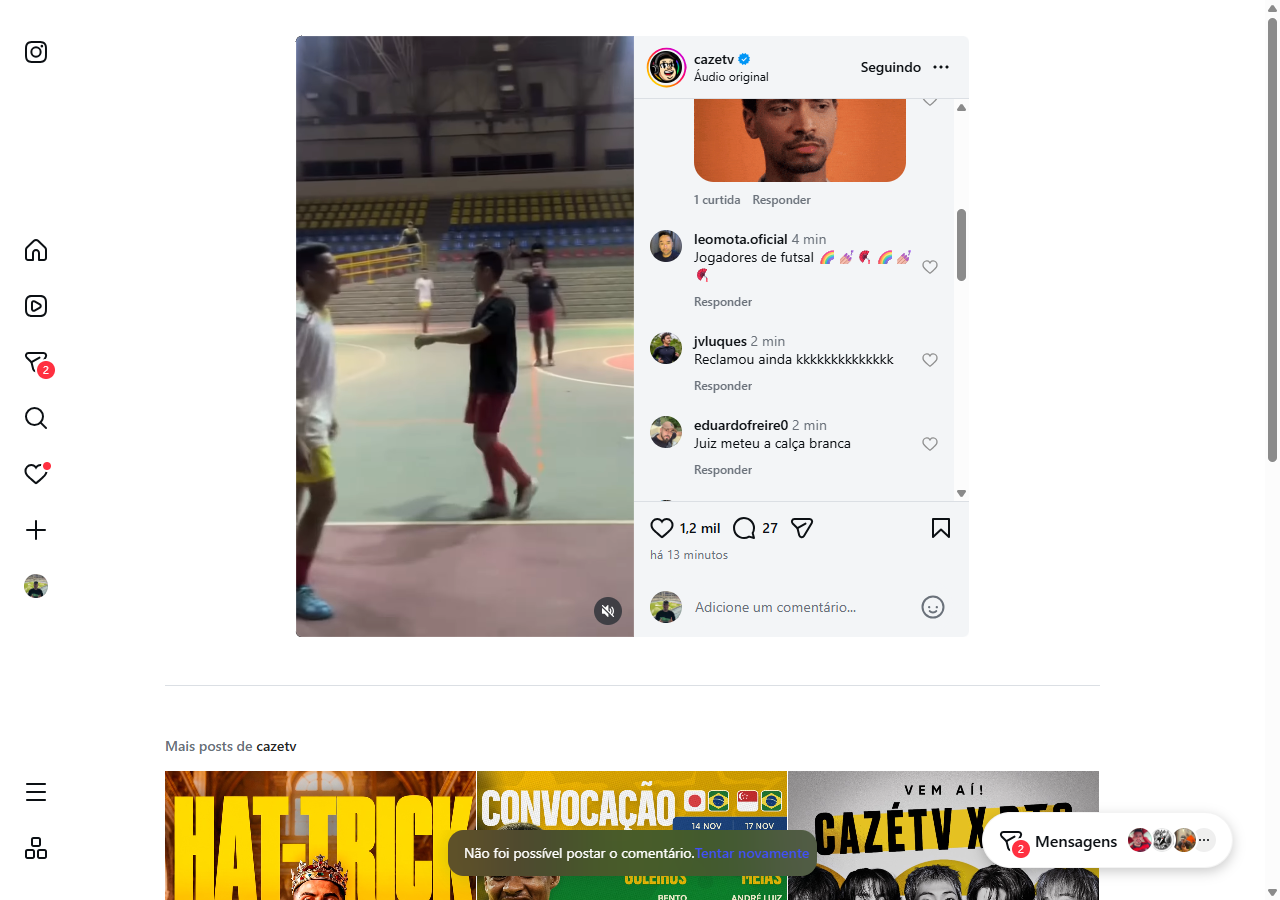 cazetv
Áudio original
Seguindo
1 curtida Responder
leomota.oficial 4 min
Jogadores de futsal 🌈 💅🏼 🪭 🌈 💅🏼
🪭
Responder
jvluques 2 min
Reclamou ainda kkkkkkkkkkkkkk
Responder
eduardofreire0 2 min
Juiz meteu a calça branca
Responder
1,2 mil 27
há 13 minutos
Adicione um comentário...
2
Mais posts de cazetv
HAT-TRICK
CONVOCAÇÃO
14 NOV 17 NOV
GOLEIROS MEIAS
BENTO ANDRÉ LUIZ
VEM AÍ!
CAZÉTV X
Não foi possível postar o comentário. Tentar novamente
2
Mensagens